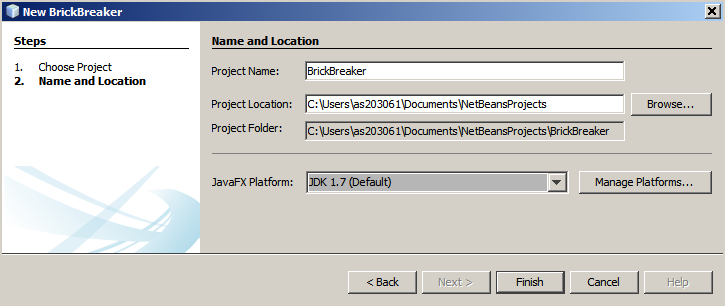 New BrickBreaker
Steps
1. Choose Project
2. Name and Location
Name and Location
Project Name: BrickBreaker
Project Location: C:\Users\as203061\Documents\NetBeansProjects Browse...
Project Folder: C:\Users\as203061\Documents\NetBeansProjects\BrickBreaker
JavaFX Platform: JDK 1.7 (Default) Manage Platforms...
< Back Next > Finish Cancel Help